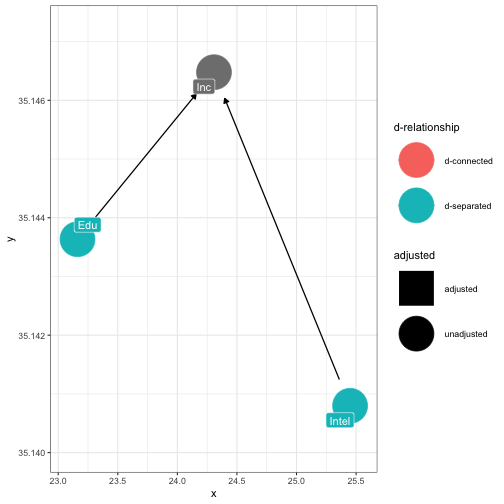 Inc
Edu
Intel
35.146
35.144
35.142
35.140
y
23.0 23.5 24.0 24.5 25.0 25.5
x
d-relationship
d-connected
d-separated
adjusted
adjusted
unadjusted